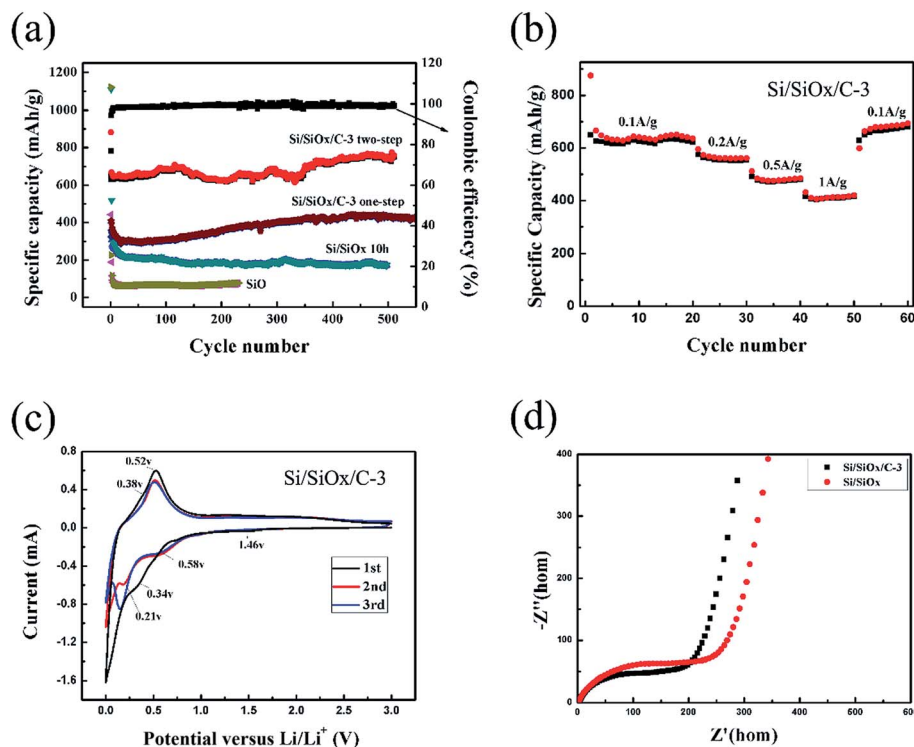 (a)
Specific capacity (mAh/g)
1200
1000
800
600
400
200
0
120
100
80
60
40
20
0
Coulombic efficiency (%)
Si/SiOx/C-3 two-step
Si/SiOx/C-3 one-step
Si/SiOx 10h
SiO
0 100 200 300 400 500
Cycle number
(b)
Specific Capacity (mAh/g)
800
600
400
200
0
Si/SiOx/C-3
0.1A/g
0.2A/g
0.5A/g
1A/g
0.1A/g
0 10 20 30 40 50 60
Cycle number
(c)
Current (mA)
0.8
0.4
0.0
-0.4
-0.8
-1.2
-1.6
Si/SiOx/C-3
0.52v
0.38v
1.46v
0.58v
0.34v
0.21v
1st
2nd
3rd
0.0 0.5 1.0 1.5 2.0 2.5 3.0
Potential versus Li/Li⁺ (V)
(d)
-Z''(hom)
400
300
200
100
0
Si/SiOx/C-3
Si/SiOx
0 100 200 300 400 500 600
Z'(hom)